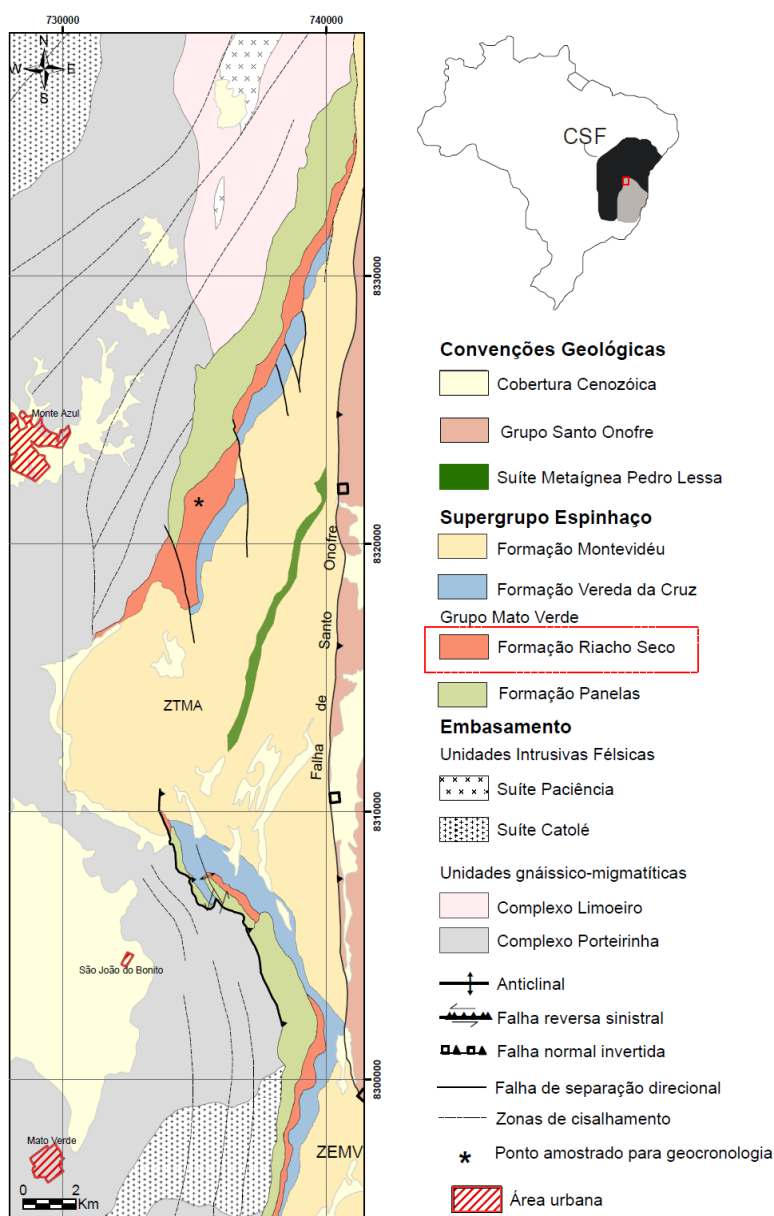 730000
740000
N
W
E
S
8330000
Monte Azul
*
8320000
Falha de Santo Onofre
ZTMA
8310000
São João do Bonito
8300000
Mato Verde
ZEMV
0 2
Km
CSF
Convenções Geológicas
Cobertura Cenozóica
Grupo Santo Onofre
Suíte Metaígnea Pedro Lessa
Supergrupo Espinhaço
Formação Montevidéu
Formação Vereda da Cruz
Grupo Mato Verde
Formação Riacho Seco
Formação Panelas
Embasamento
Unidades Intrusivas Félsicas
Suíte Paciência
Suíte Catolé
Unidades gnáissico-migmatíticas
Complexo Limoeiro
Complexo Porteirinha
Anticlinal
Falha reversa sinistral
Falha normal invertida
Falha de separação direcional
Zonas de cisalhamento
* Ponto amostrado para geocronologia
Área urbana